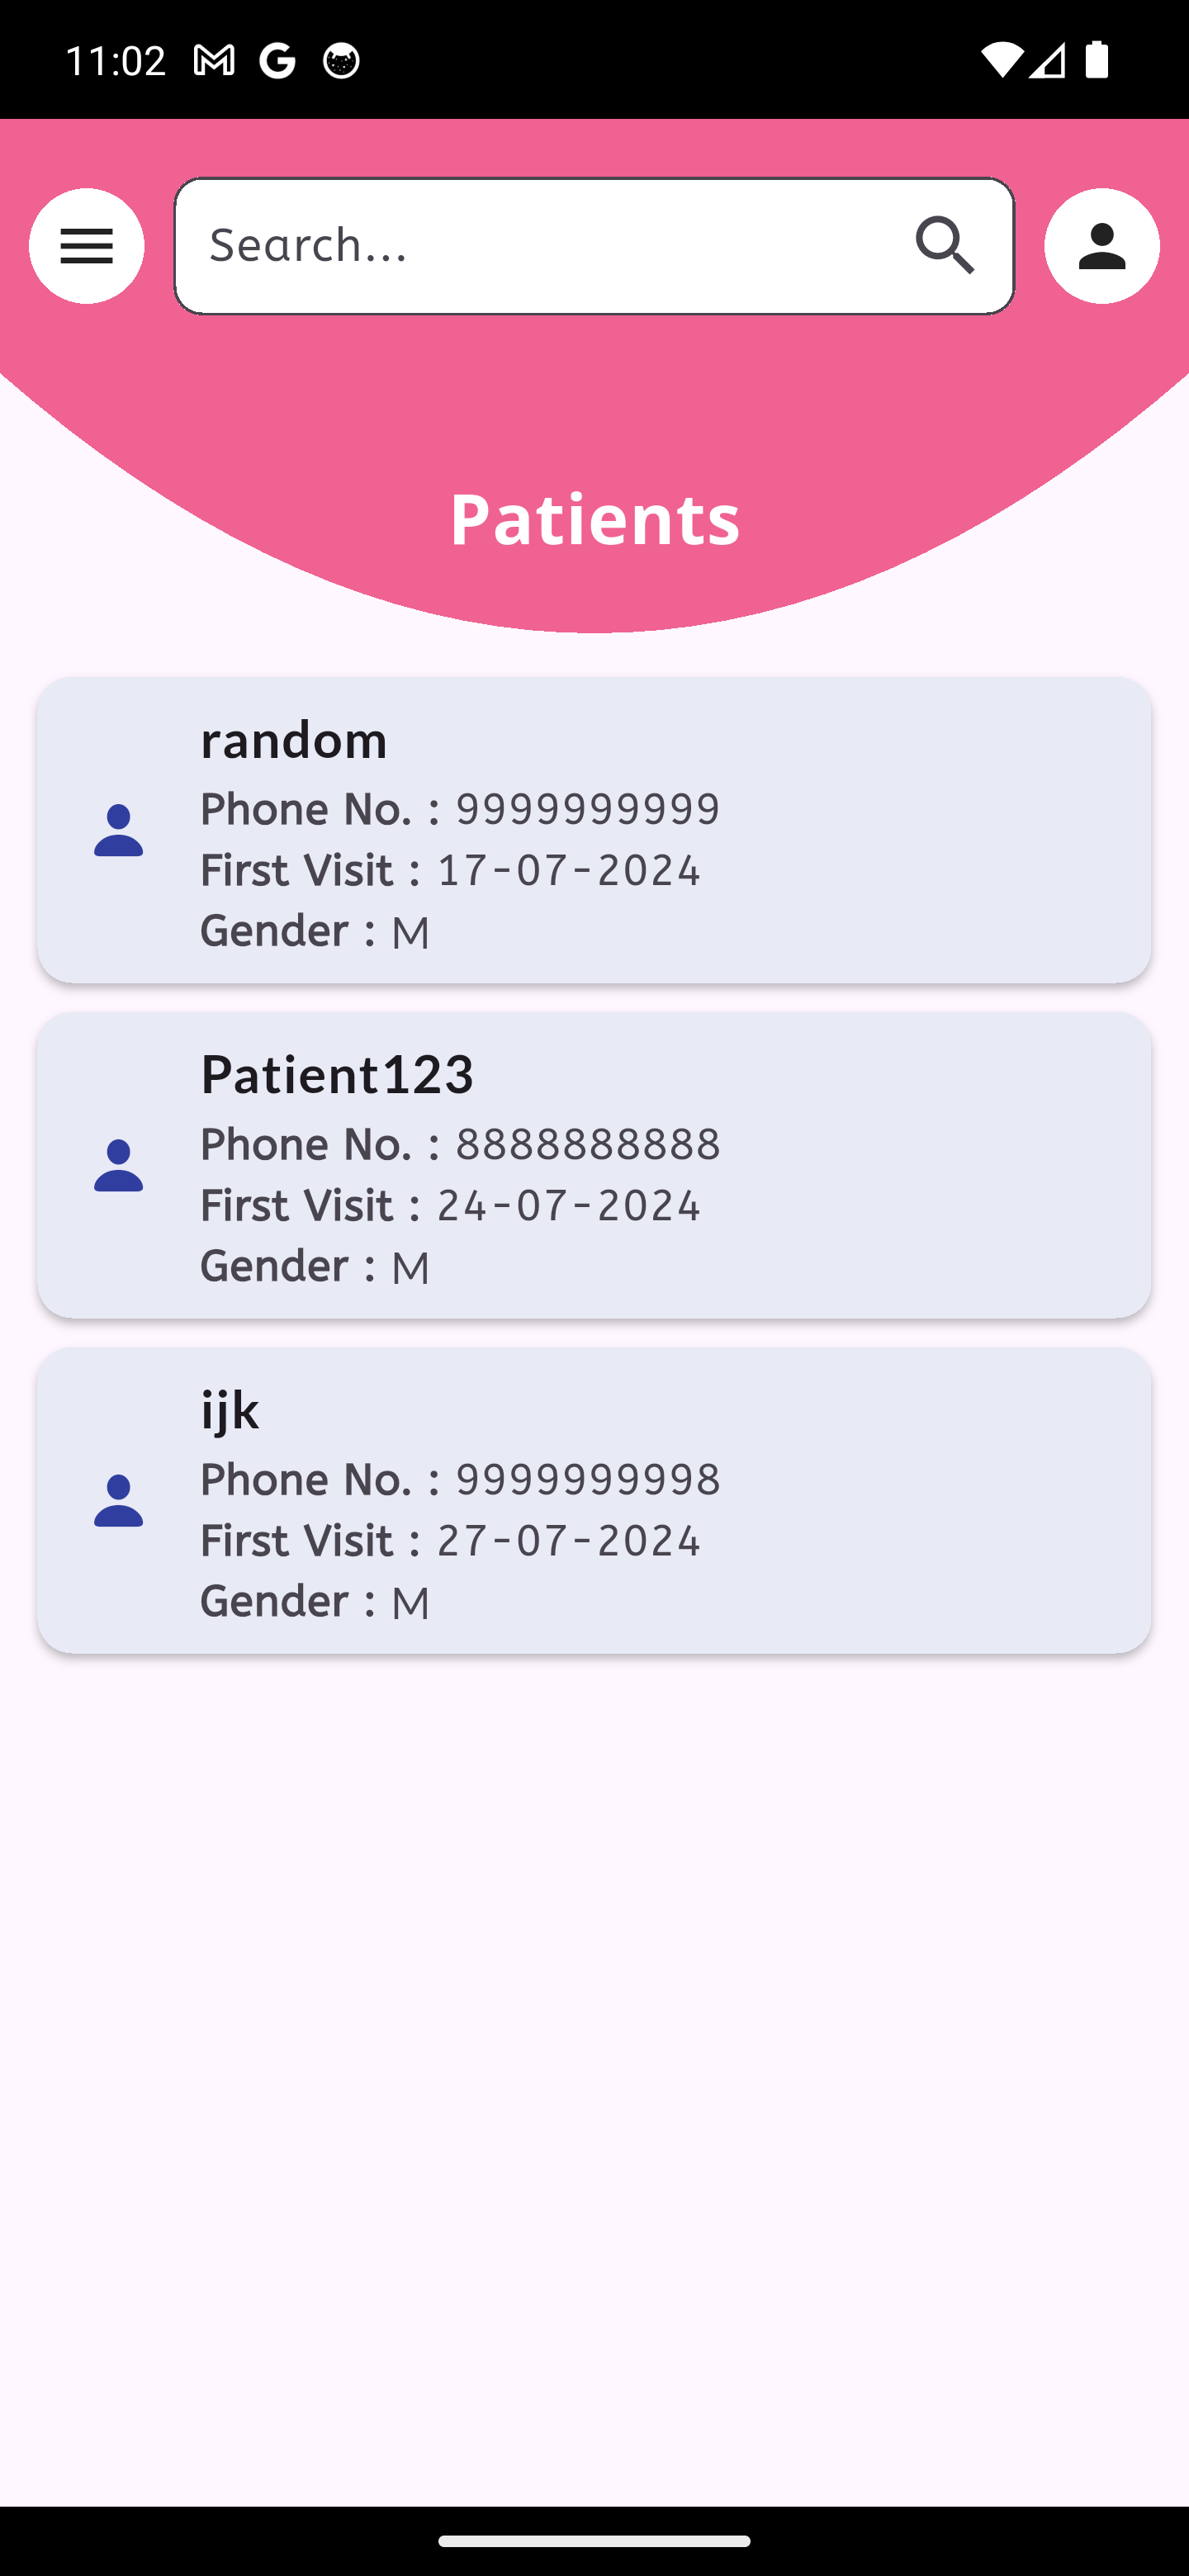 11:02
Search...
Patients
random
Phone No. : 9999999999
First Visit : 17-07-2024
Gender : M
Patient123
Phone No. : 8888888888
First Visit : 24-07-2024
Gender : M
ijk
Phone No. : 9999999998
First Visit : 27-07-2024
Gender : M